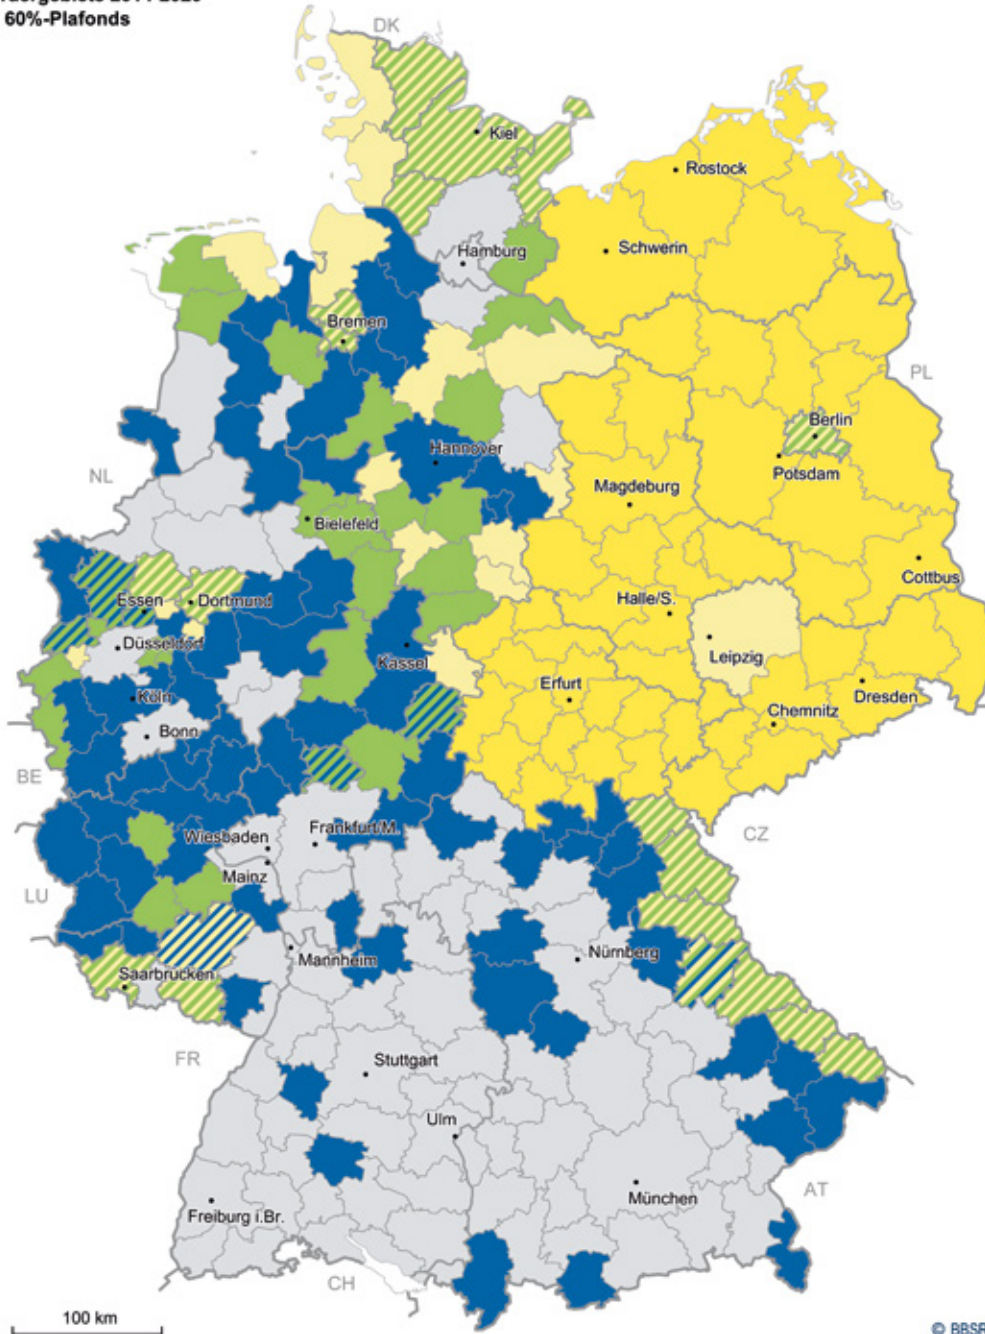 60%-Plafonds
DK
Kiel
Rostock
Hamburg
Schwerin
Bremen
PL
Berlin
Hannover
Potsdam
NL
Magdeburg
Bielefeld
Cottbus
Essen
Dortmund
Halle/S.
Düsseldorf
Leipzig
Kassel
Erfurt
Dresden
Köln
Chemnitz
Bonn
BE
Wiesbaden
Frankfurt/M.
CZ
Mainz
LU
Nürnberg
Mannheim
Saarbrücken
FR
Stuttgart
Ulm
AT
München
Freiburg i.Br.
CH
100 km